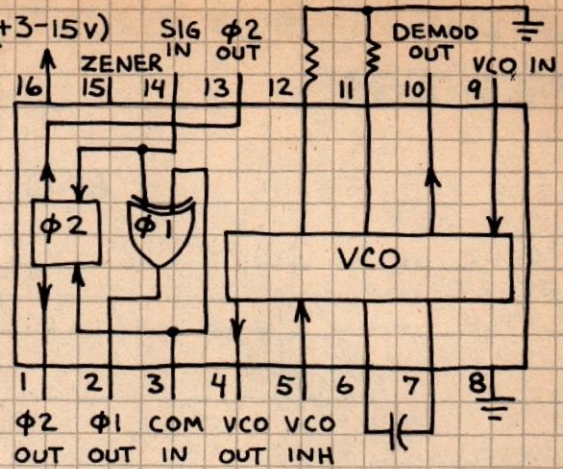 (+3-15V)
ZENER
SIG
IN
φ2
OUT
DEMOD
OUT
VCO IN
16 15 14 13 12 11 10 9
φ2 φ1 VCO
1 2 3 4 5 6 7 8
φ2 φ1 COM VCO VCO
OUT OUT IN OUT INH